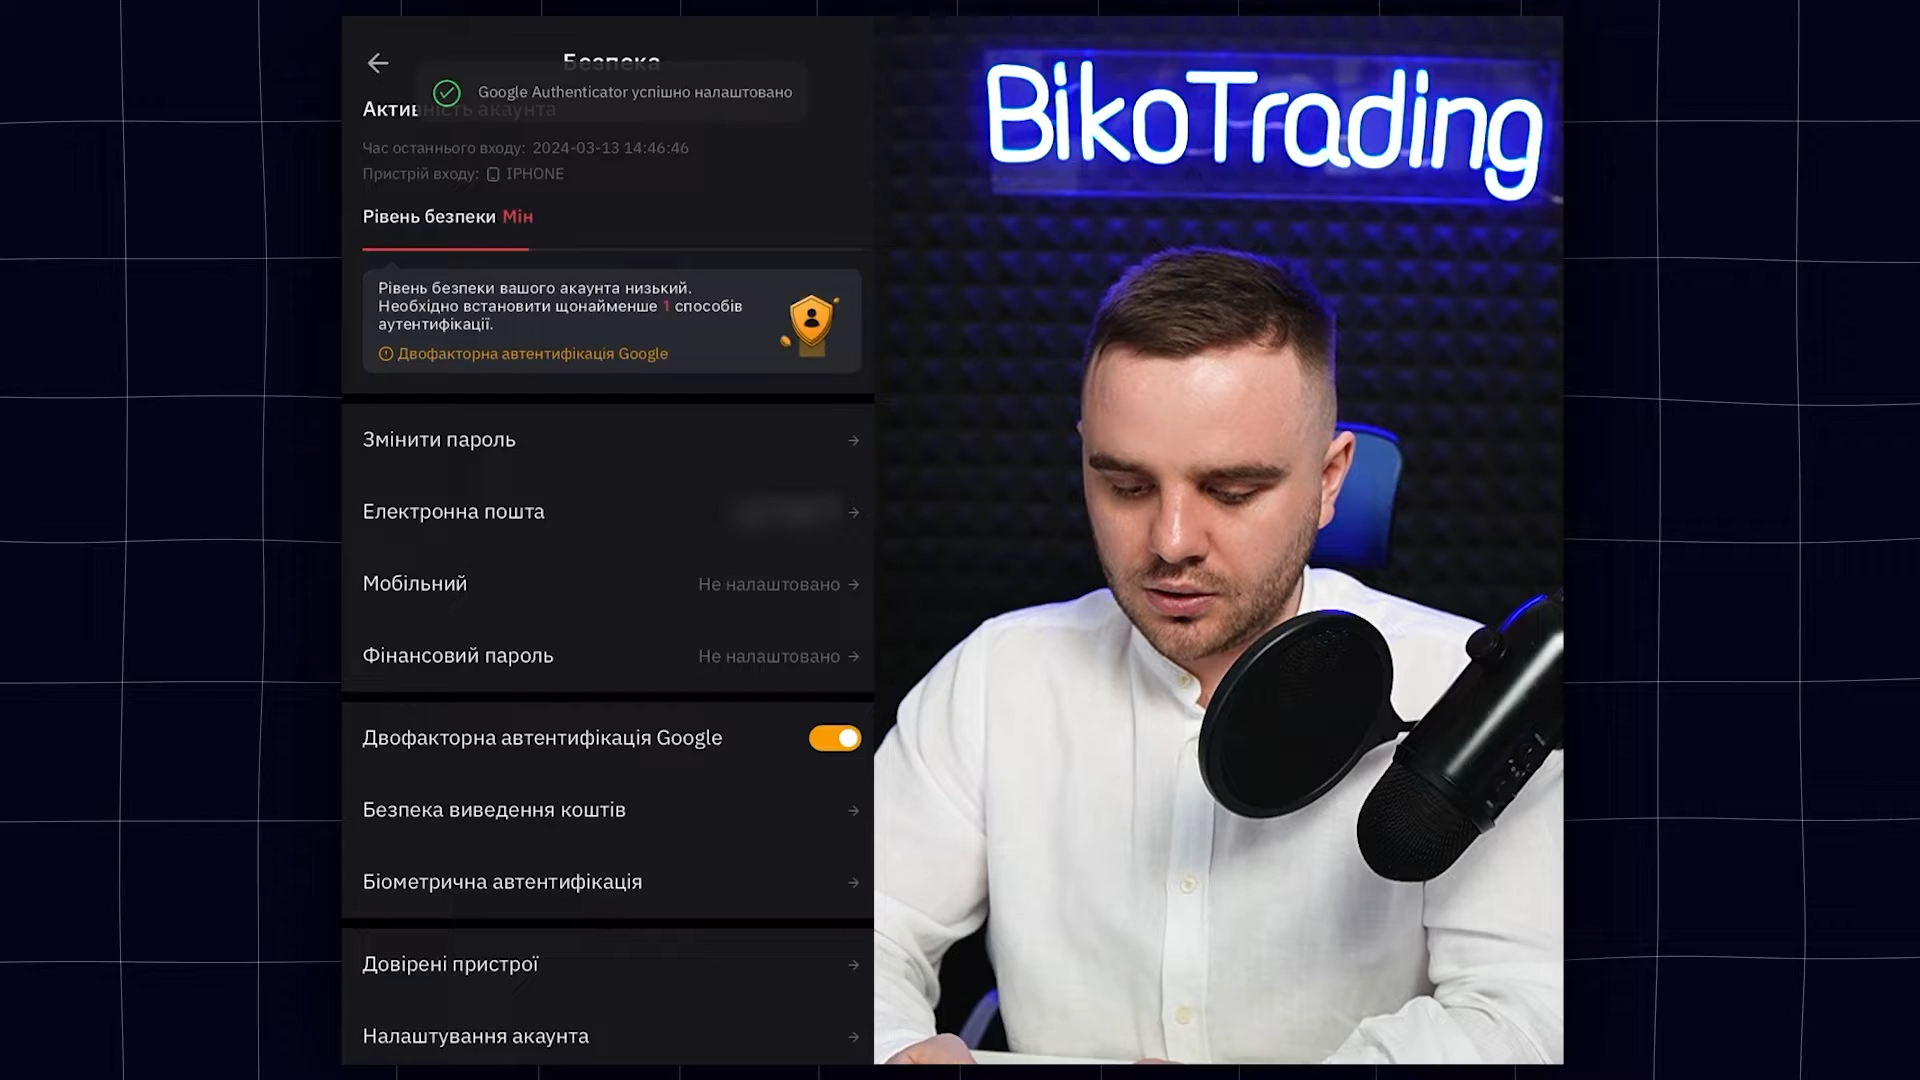 Безпека
Google Authenticator успішно налаштовано
Активність акаунта
Час останнього входу: 2024-03-13 14:46:46
Пристрій входу: IPHONE
Рівень безпеки Мін
Рівень безпеки вашого акаунта низький.
Необхідно встановити щонайменше 1 способів
аутентифікації.
Двофакторна автентифікація Google
Змінити пароль
Електронна пошта
Мобільний Не налаштовано
Фінансовий пароль Не налаштовано
Двофакторна автентифікація Google
Безпека виведення коштів
Біометрична автентифікація
Довірені пристрої
Налаштування акаунта
BikoTrading